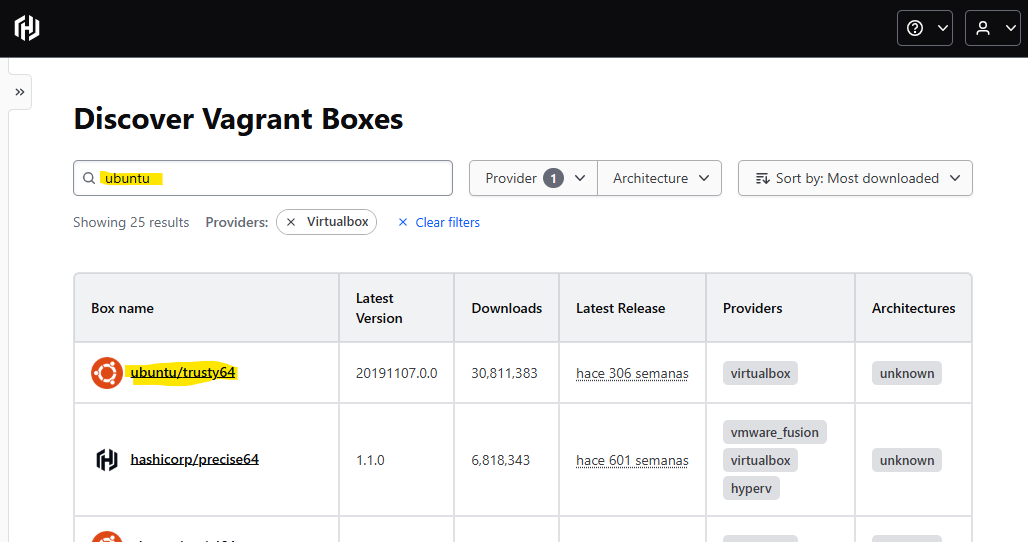 Discover Vagrant Boxes
ubuntu
Provider 1
Architecture
Sort by: Most downloaded
Showing 25 results
Providers:
Virtualbox
Clear filters
Box name
Latest
Version
Downloads
Latest Release
Providers
Architectures
ubuntu/trusty64
20191107.0.0
30,811,383
hace 306 semanas
virtualbox
unknown
hashicorp/precise64
1.1.0
6,818,343
hace 601 semanas
vmware_fusion
virtualbox
hyperv
unknown